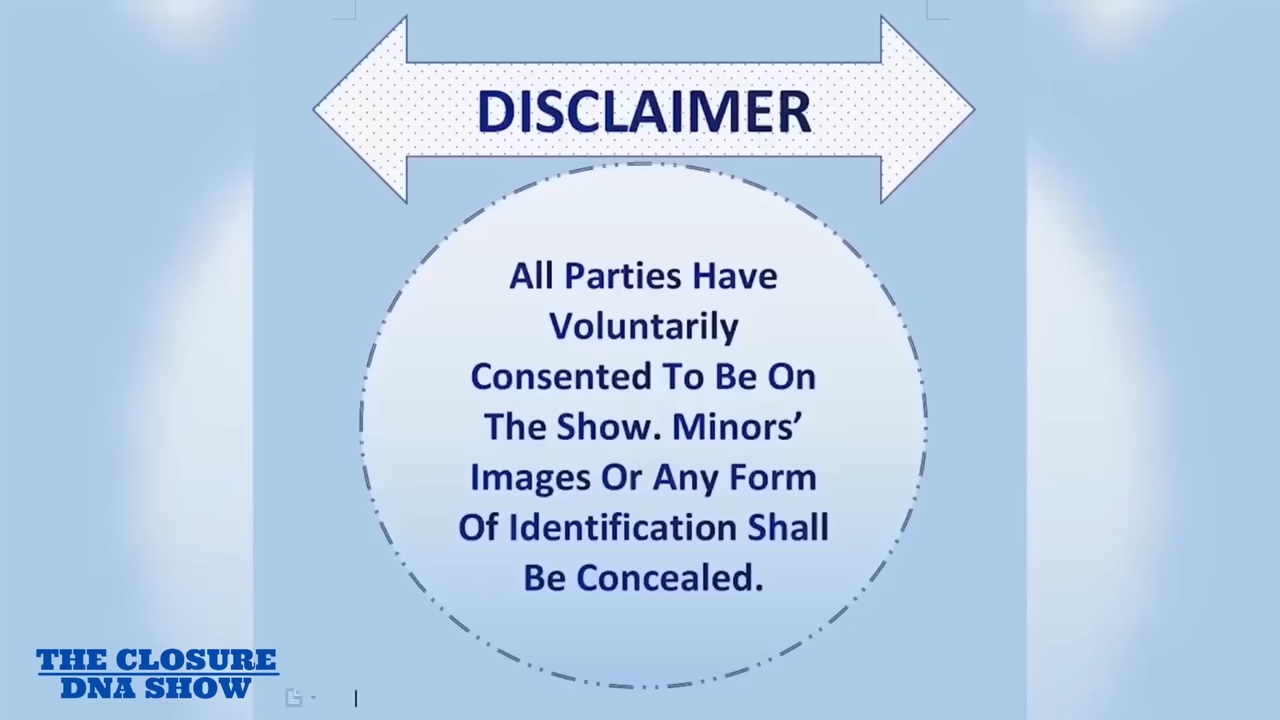 DISCLAIMER
All Parties Have
Voluntarily
Consented To Be On
The Show. Minors’
Images Or Any Form
Of Identification Shall
Be Concealed.
THE CLOSURE
DNA SHOW